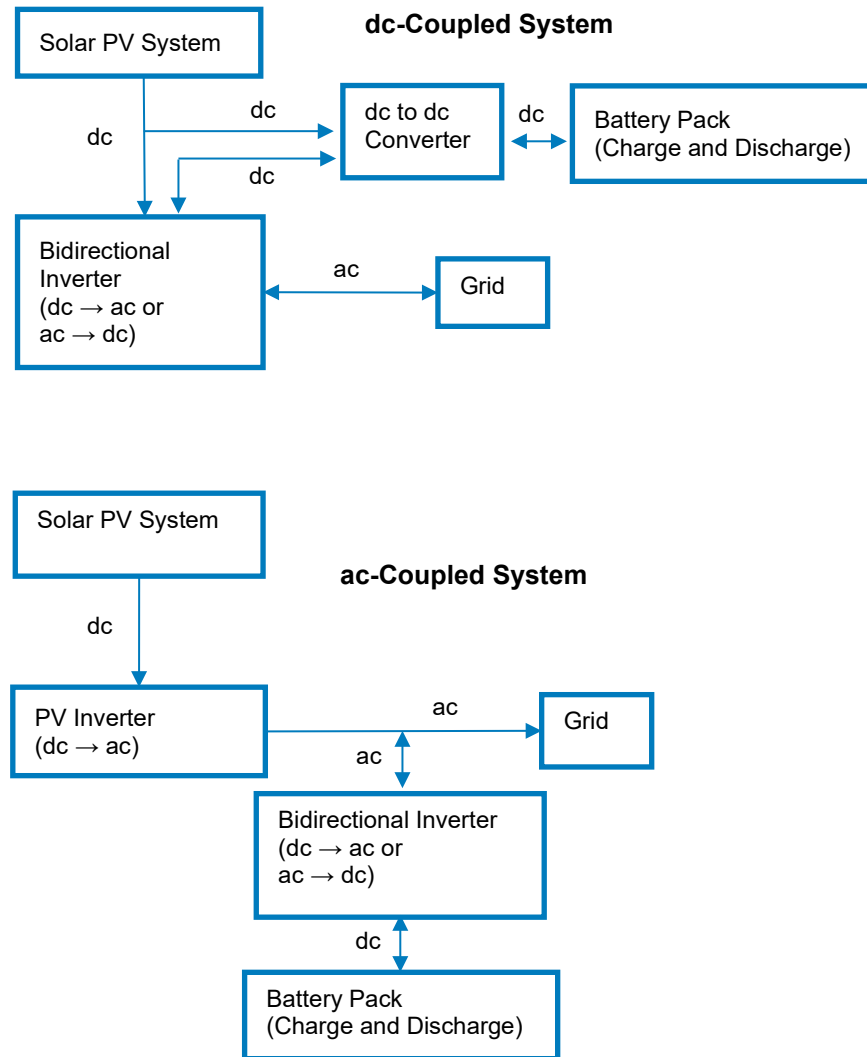 dc-Coupled System
Solar PV System
dc
dc
dc to dc
Converter
dc
Battery Pack
(Charge and Discharge)
dc
Bidirectional
Inverter
(dc → ac or
ac → dc)
ac
Grid
Solar PV System
ac-Coupled System
dc
PV Inverter
(dc → ac)
ac
Grid
ac
Bidirectional Inverter
(dc → ac or
ac → dc)
dc
Battery Pack
(Charge and Discharge)